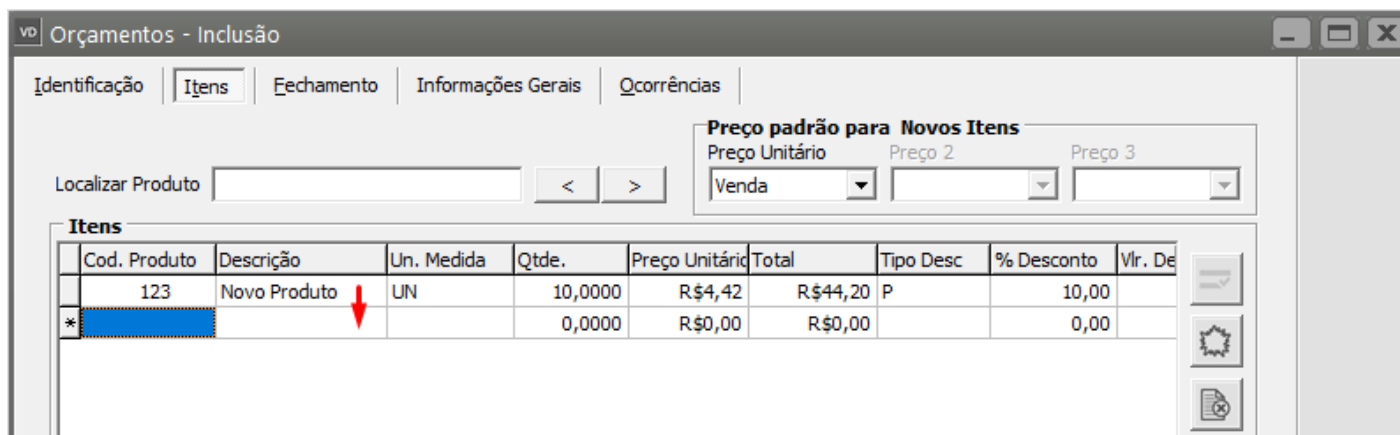 VD Orçamentos - Inclusão
Identificação Itens Fechamento Informações Gerais Ocorrências
Preço padrão para Novos Itens
Preço Unitário Preço 2 Preço 3
Localizar Produto < > Venda
Itens
Cod. Produto Descrição Un. Medida Qtde. Preço Unitário Total Tipo Desc % Desconto Vlr. De
123 Novo Produto UN 10,0000 R$4,42 R$44,20 P 10,00
* 0,0000 R$0,00 R$0,00 0,00